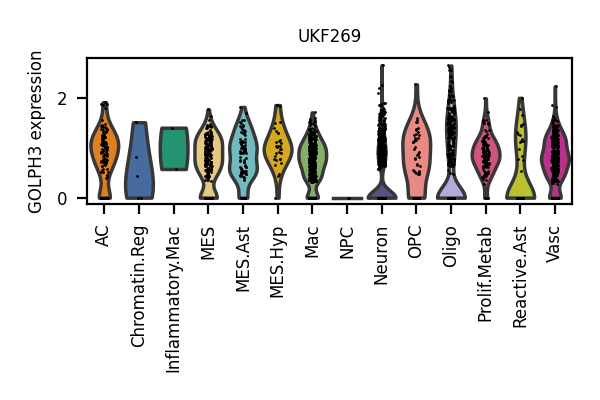 UKF269
GOLPH3 expression
2
0
AC
Chromatin.Reg
Inflammatory.Mac
MES
MES.Ast
MES.Hyp
Mac
NPC
Neuron
OPC
Oligo
Prolif.Metab
Reactive.Ast
Vasc